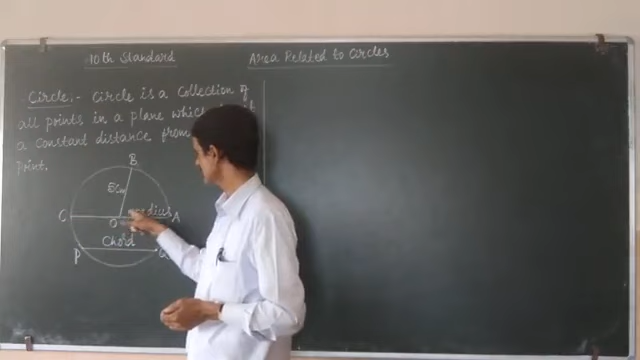 10th Standard
Area Related to Circles
Circle :- Circle is a Collection of
all points in a plane which
a constant distance from
point.
B
5cm
radius
C
O
A
Chord
P